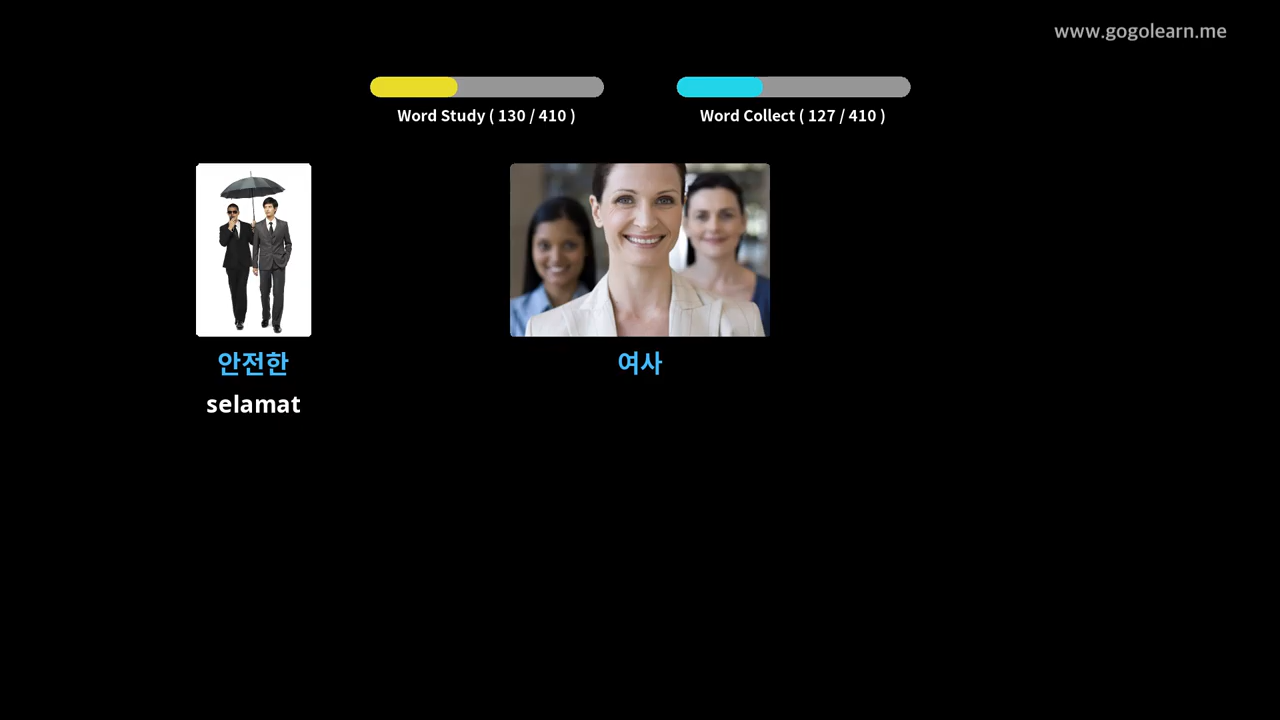 www.gogolearn.me
Word Study ( 130 / 410 )
Word Collect ( 127 / 410 )
안전한
여사
selamat